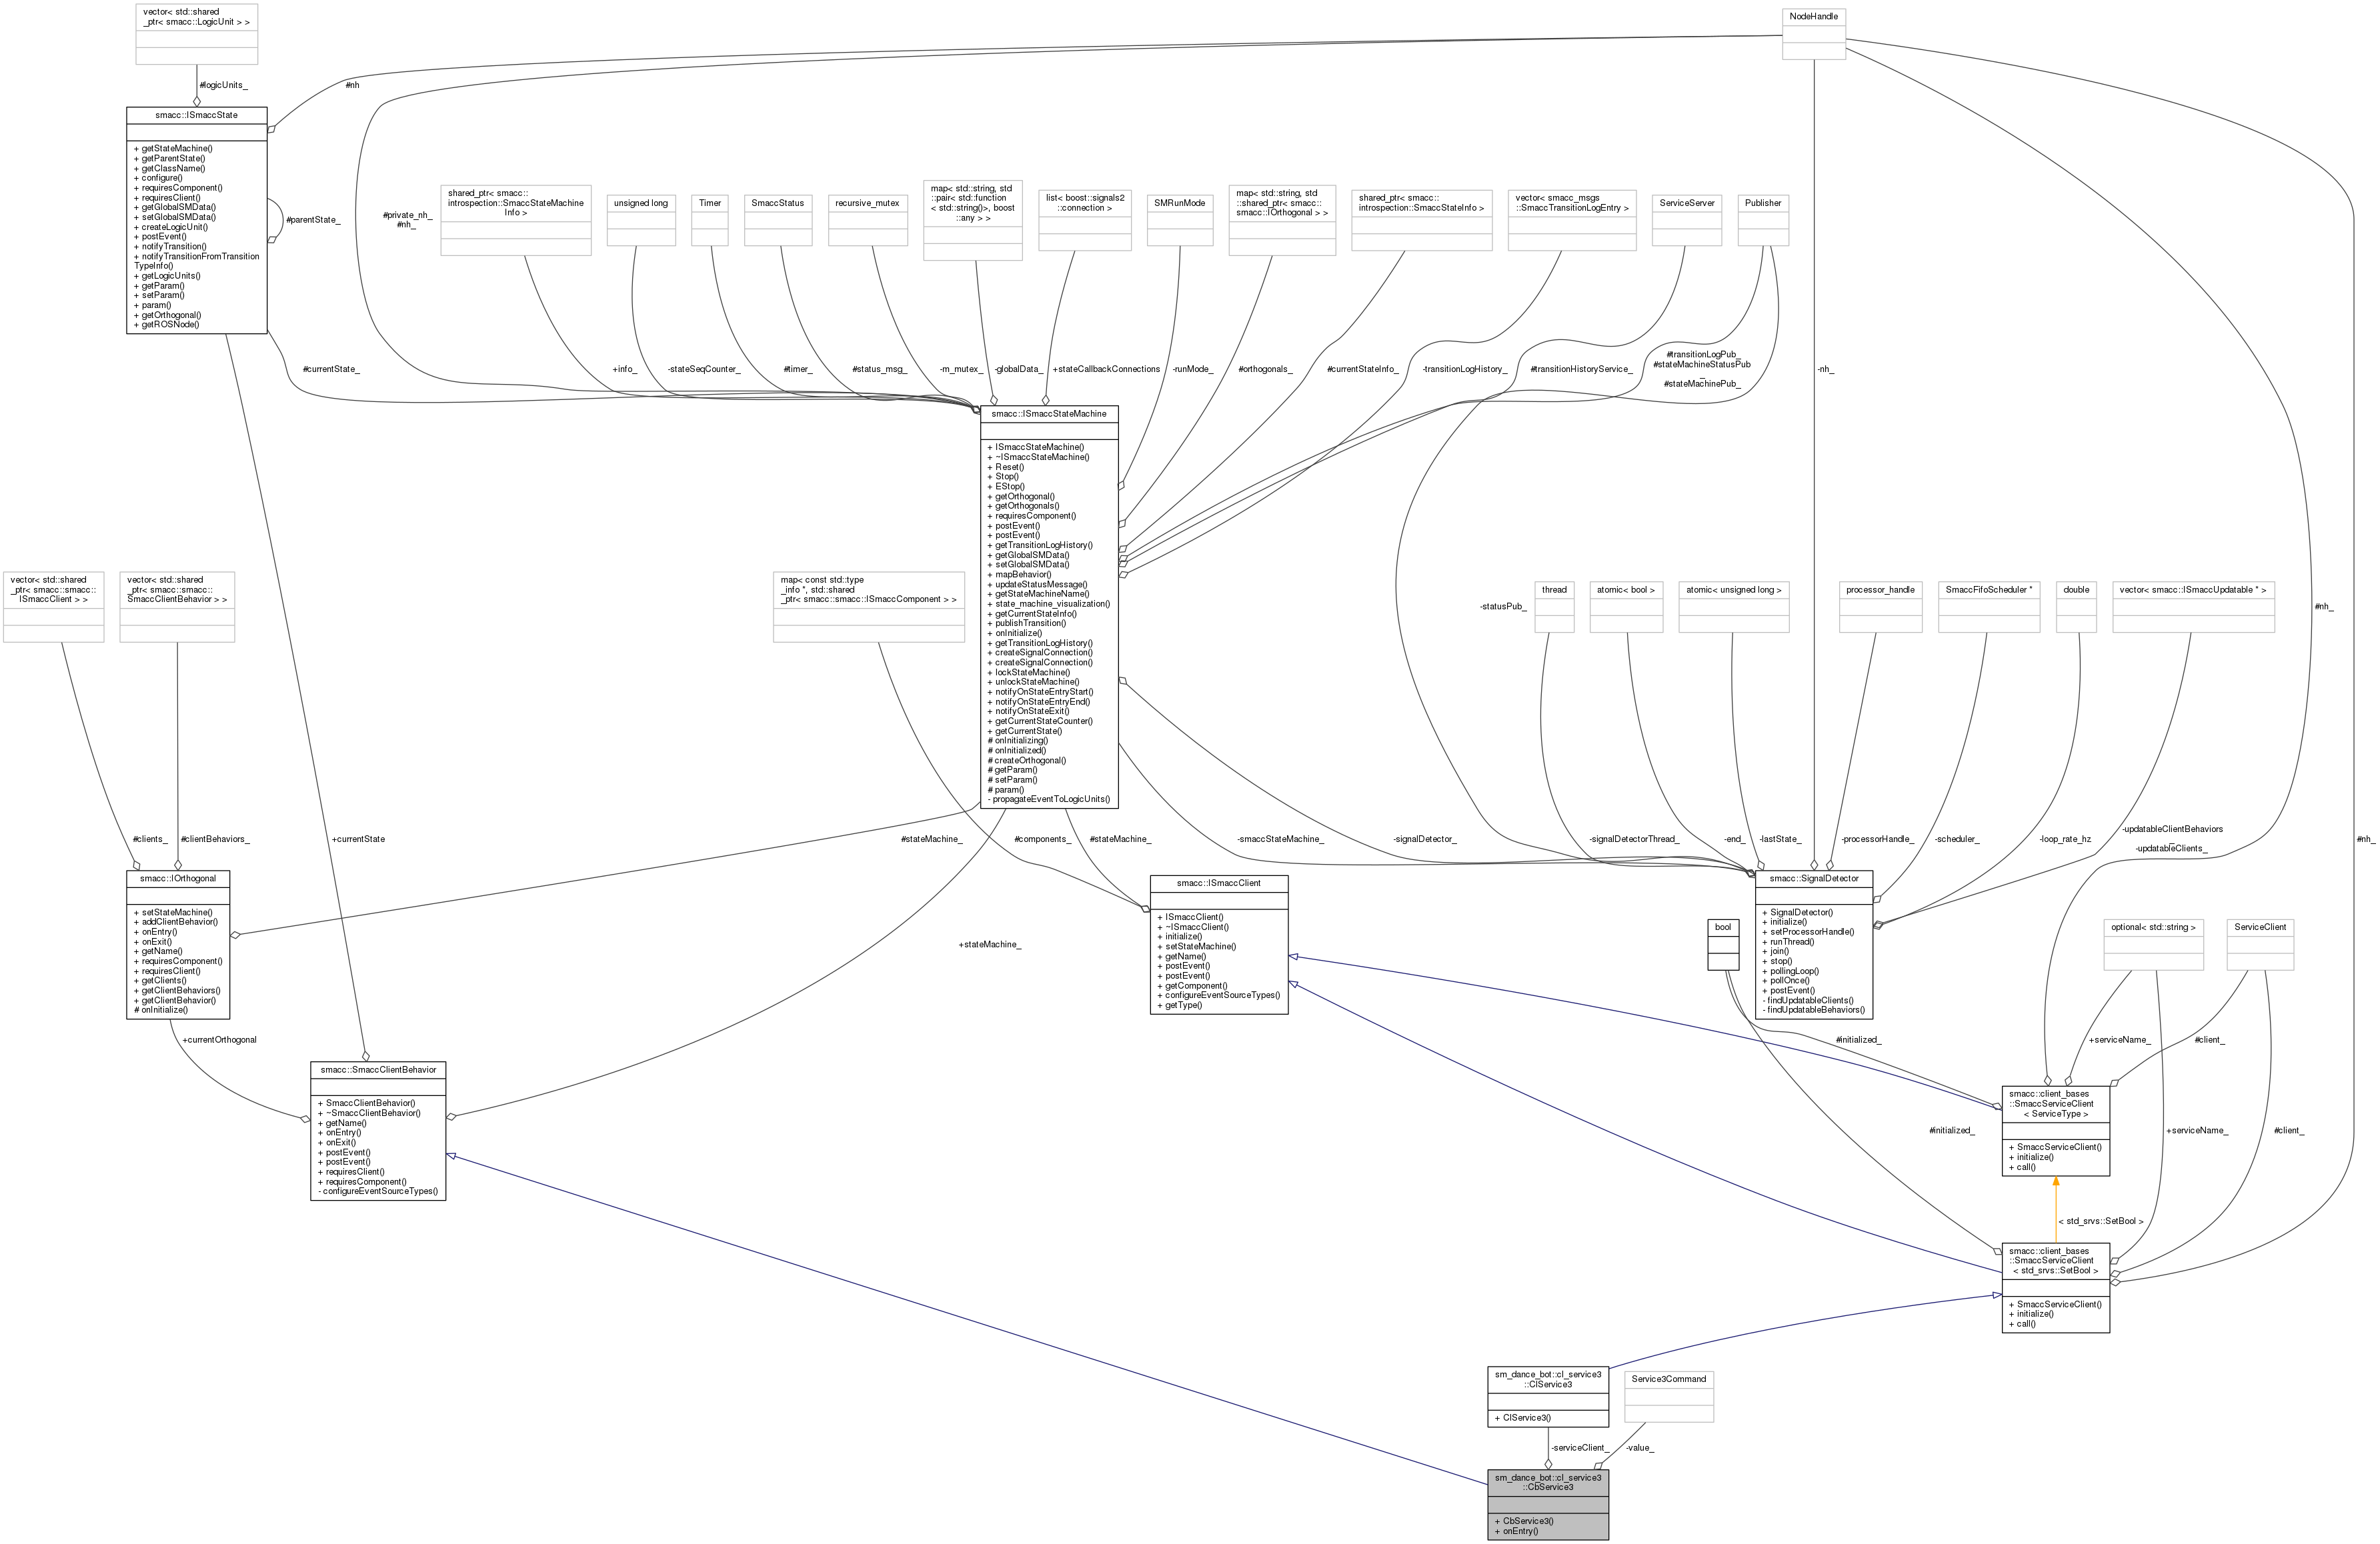 vector< std::shared
_ptr< smacc::LogicUnit > >
NodeHandle
#logicUnits_
#nh
smacc::ISmaccState
+ getStateMachine()
+ getParentState()
+ getClassName()
+ configure()
+ requiresComponent()
+ requiresClient()
+ getGlobalSMData()
+ setGlobalSMData()
+ createLogicUnit()
+ postEvent()
+ notifyTransition()
+ notifyTransitionFromTransition
TypeInfo()
+ getLogicUnits()
+ getParam()
+ setParam()
+ param()
+ getOrthogonal()
+ getROSNode()
#parentState_
#private_nh_
#nh_
shared_ptr< smacc::
introspection::SmaccStateMachine
Info >
unsigned long
Timer
SmaccStatus
recursive_mutex
map< std::string, std
::pair< std::function
< std::string()>, boost
::any > >
list< boost::signals2
::connection >
SMRunMode
map< std::string, std
::shared_ptr< smacc::
smacc::IOrthogonal > >
shared_ptr< smacc::
introspection::SmaccStateInfo >
vector< smacc_msgs
::SmaccTransitionLogEntry >
ServiceServer
Publisher
#currentState_
+info_
-stateSeqCounter_
#timer_
#status_msg_
-m_mutex_
-globalData_
+stateCallbackConnections
-runMode_
#orthogonals_
#currentStateInfo_
-transitionLogHistory_
#transitionHistoryService_
#transitionLogPub_
#stateMachineStatusPub
_
#stateMachinePub_
-nh_
smacc::ISmaccStateMachine
+ ISmaccStateMachine()
+ ~ISmaccStateMachine()
+ Reset()
+ Stop()
+ EStop()
+ getOrthogonal()
+ getOrthogonals()
+ requiresComponent()
+ postEvent()
+ postEvent()
+ getTransitionLogHistory()
+ getGlobalSMData()
+ setGlobalSMData()
+ mapBehavior()
+ updateStatusMessage()
+ getStateMachineName()
+ state_machine_visualization()
+ getCurrentStateInfo()
+ publishTransition()
+ onInitialize()
+ getTransitionLogHistory()
+ createSignalConnection()
+ createSignalConnection()
+ lockStateMachine()
+ unlockStateMachine()
+ notifyOnStateEntryStart()
+ notifyOnStateEntryEnd()
+ notifyOnStateExit()
+ getCurrentStateCounter()
+ getCurrentState()
# onInitializing()
# onInitialized()
# createOrthogonal()
# getParam()
# setParam()
# param()
- propagateEventToLogicUnits()
vector< std::shared
_ptr< smacc::smacc::
ISmaccClient > >
vector< std::shared
_ptr< smacc::smacc::
SmaccClientBehavior > >
map< const std::type
_info *, std::shared
_ptr< smacc::smacc::ISmaccComponent > >
-statusPub_
thread
atomic< bool >
atomic< unsigned long >
processor_handle
SmaccFifoScheduler *
double
vector< smacc::ISmaccUpdatable * >
#nh_
#clients_
#clientBehaviors_
+currentState
#stateMachine_
#components_
#stateMachine_
-smaccStateMachine_
-signalDetector_
-signalDetectorThread_
-end_
-lastState_
-processorHandle_
-scheduler_
-loop_rate_hz
-updatableClientBehaviors
_
-updatableClients_
#nh_
smacc::IOrthogonal
+ setStateMachine()
+ addClientBehavior()
+ onEntry()
+ onExit()
+ getName()
+ requiresComponent()
+ requiresClient()
+ getClients()
+ getClientBehaviors()
+ getClientBehavior()
# onInitialize()
+stateMachine_
smacc::ISmaccClient
+ ISmaccClient()
+ ~ISmaccClient()
+ initialize()
+ setStateMachine()
+ getName()
+ postEvent()
+ postEvent()
+ getComponent()
+ configureEventSourceTypes()
+ getType()
smacc::SignalDetector
+ SignalDetector()
+ initialize()
+ setProcessorHandle()
+ runThread()
+ join()
+ stop()
+ pollingLoop()
+ pollOnce()
+ postEvent()
- findUpdatableClients()
- findUpdatableBehaviors()
bool
optional< std::string >
ServiceClient
+currentOrthogonal
#initialized_
+serviceName_
#client_
smacc::SmaccClientBehavior
+ SmaccClientBehavior()
+ ~SmaccClientBehavior()
+ getName()
+ onEntry()
+ onExit()
+ postEvent()
+ postEvent()
+ requiresClient()
+ requiresComponent()
- configureEventSourceTypes()
smacc::client_bases
::SmaccServiceClient
< ServiceType >
+ SmaccServiceClient()
+ initialize()
+ call()
#initialized_
+serviceName_
#client_
< std_srvs::SetBool >
smacc::client_bases
::SmaccServiceClient
< std_srvs::SetBool >
+ SmaccServiceClient()
+ initialize()
+ call()
sm_dance_bot::cl_service3
::ClService3
+ ClService3()
Service3Command
-serviceClient_
-value_
sm_dance_bot::cl_service3
::CbService3
+ CbService3()
+ onEntry()